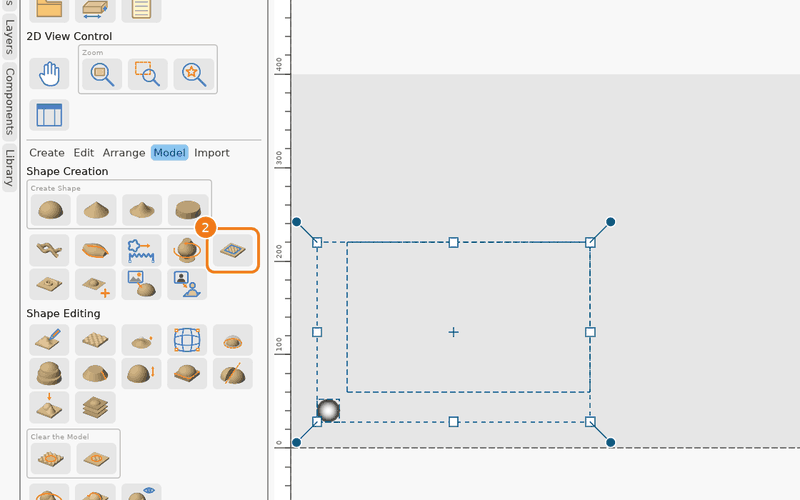 2D View Control
Zoom
Layers
Components
Library
Create Edit Arrange Model Import
Shape Creation
Create Shape
2
Shape Editing
Clear the Model
400
300
200
100
0